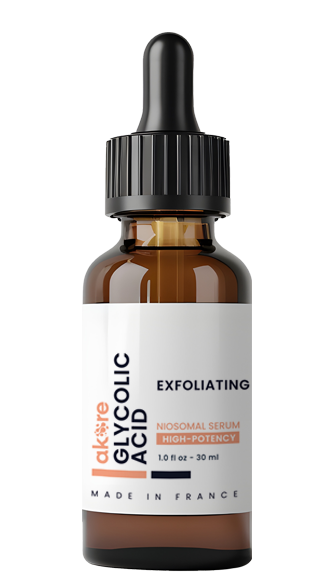 akore
GLYCOLIC
ACID
EXFOLIATING
NIOSOMAL SERUM
HIGH-POTENCY
1.0 fl oz - 30 ml
MADE IN FRANCE